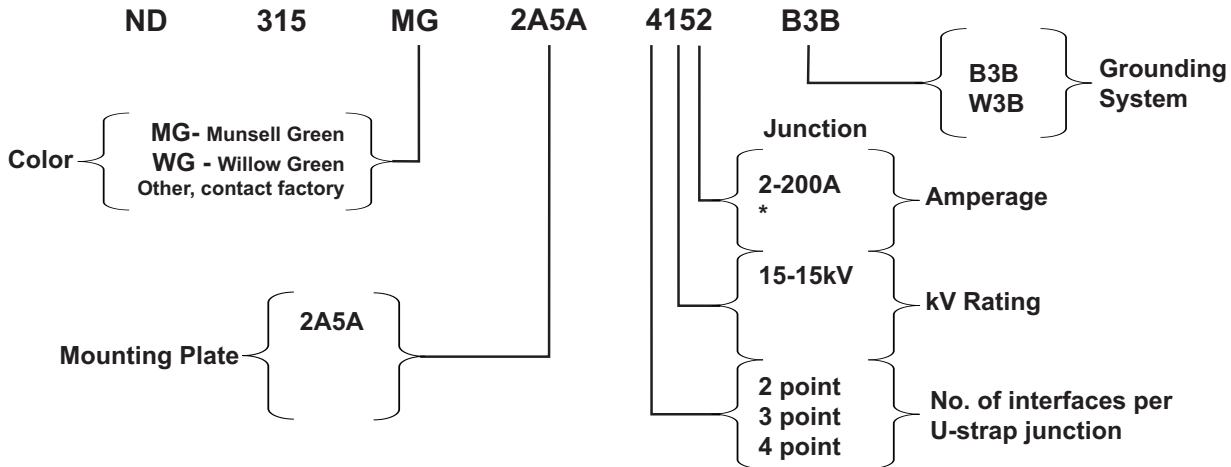 ND 315 MG 2A5A 4152 B3B
B3B
W3B
Grounding
System
Junction
Color
MG- Munsell Green
WG - Willow Green
Other, contact factory
2-200A
*
Amperage
15-15kV
kV Rating
Mounting Plate
2A5A
2 point
3 point
4 point
No. of interfaces per
U-strap junction